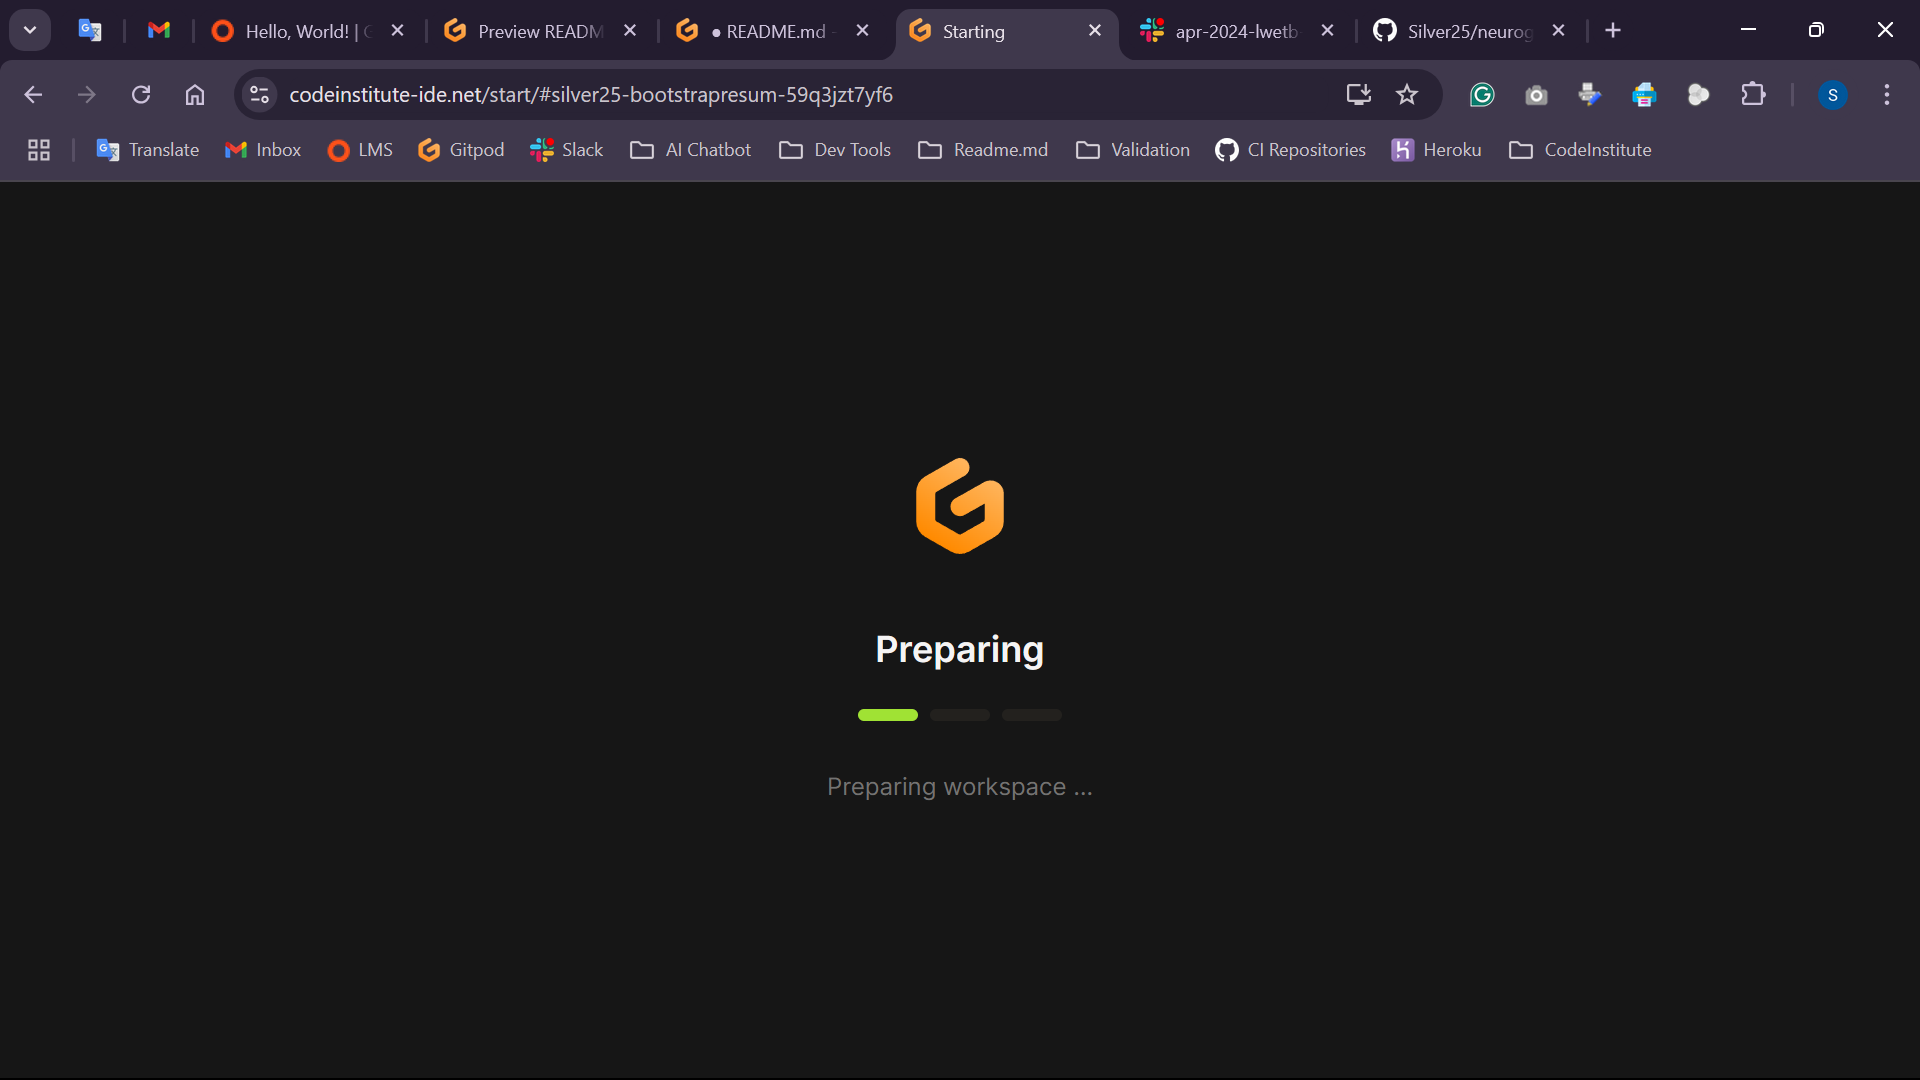 Hello, World! |
Preview READM
● README.md
Starting
apr-2024-lwetb
Silver25/neurog
codeinstitute-ide.net/start/#silver25-bootstrapresum-59q3jzt7yf6
S
Translate
Inbox
LMS
Gitpod
Slack
AI Chatbot
Dev Tools
Readme.md
Validation
CI Repositories
Heroku
CodeInstitute
Preparing
Preparing workspace ...